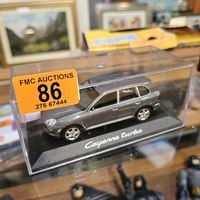 FMC AUCTIONS
86
276 67444
Cayenne turbo